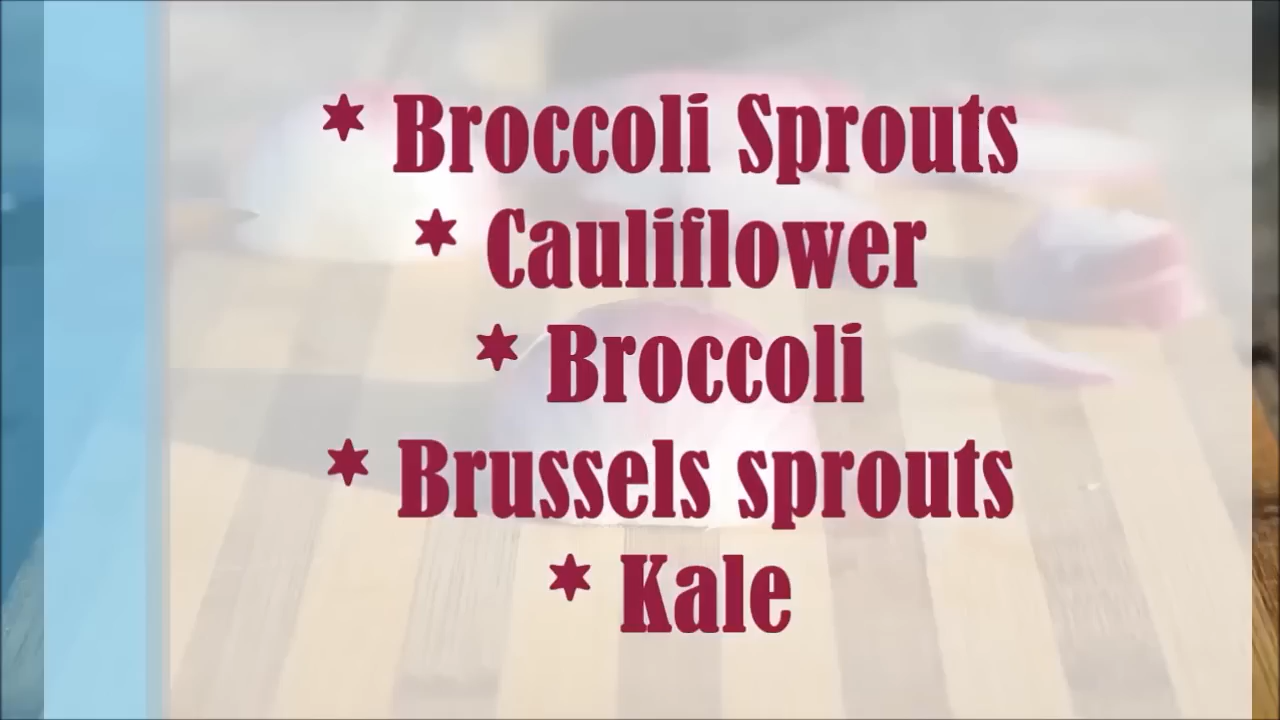 * Broccoli Sprouts
* Cauliflower
* Broccoli
* Brussels sprouts
* Kale